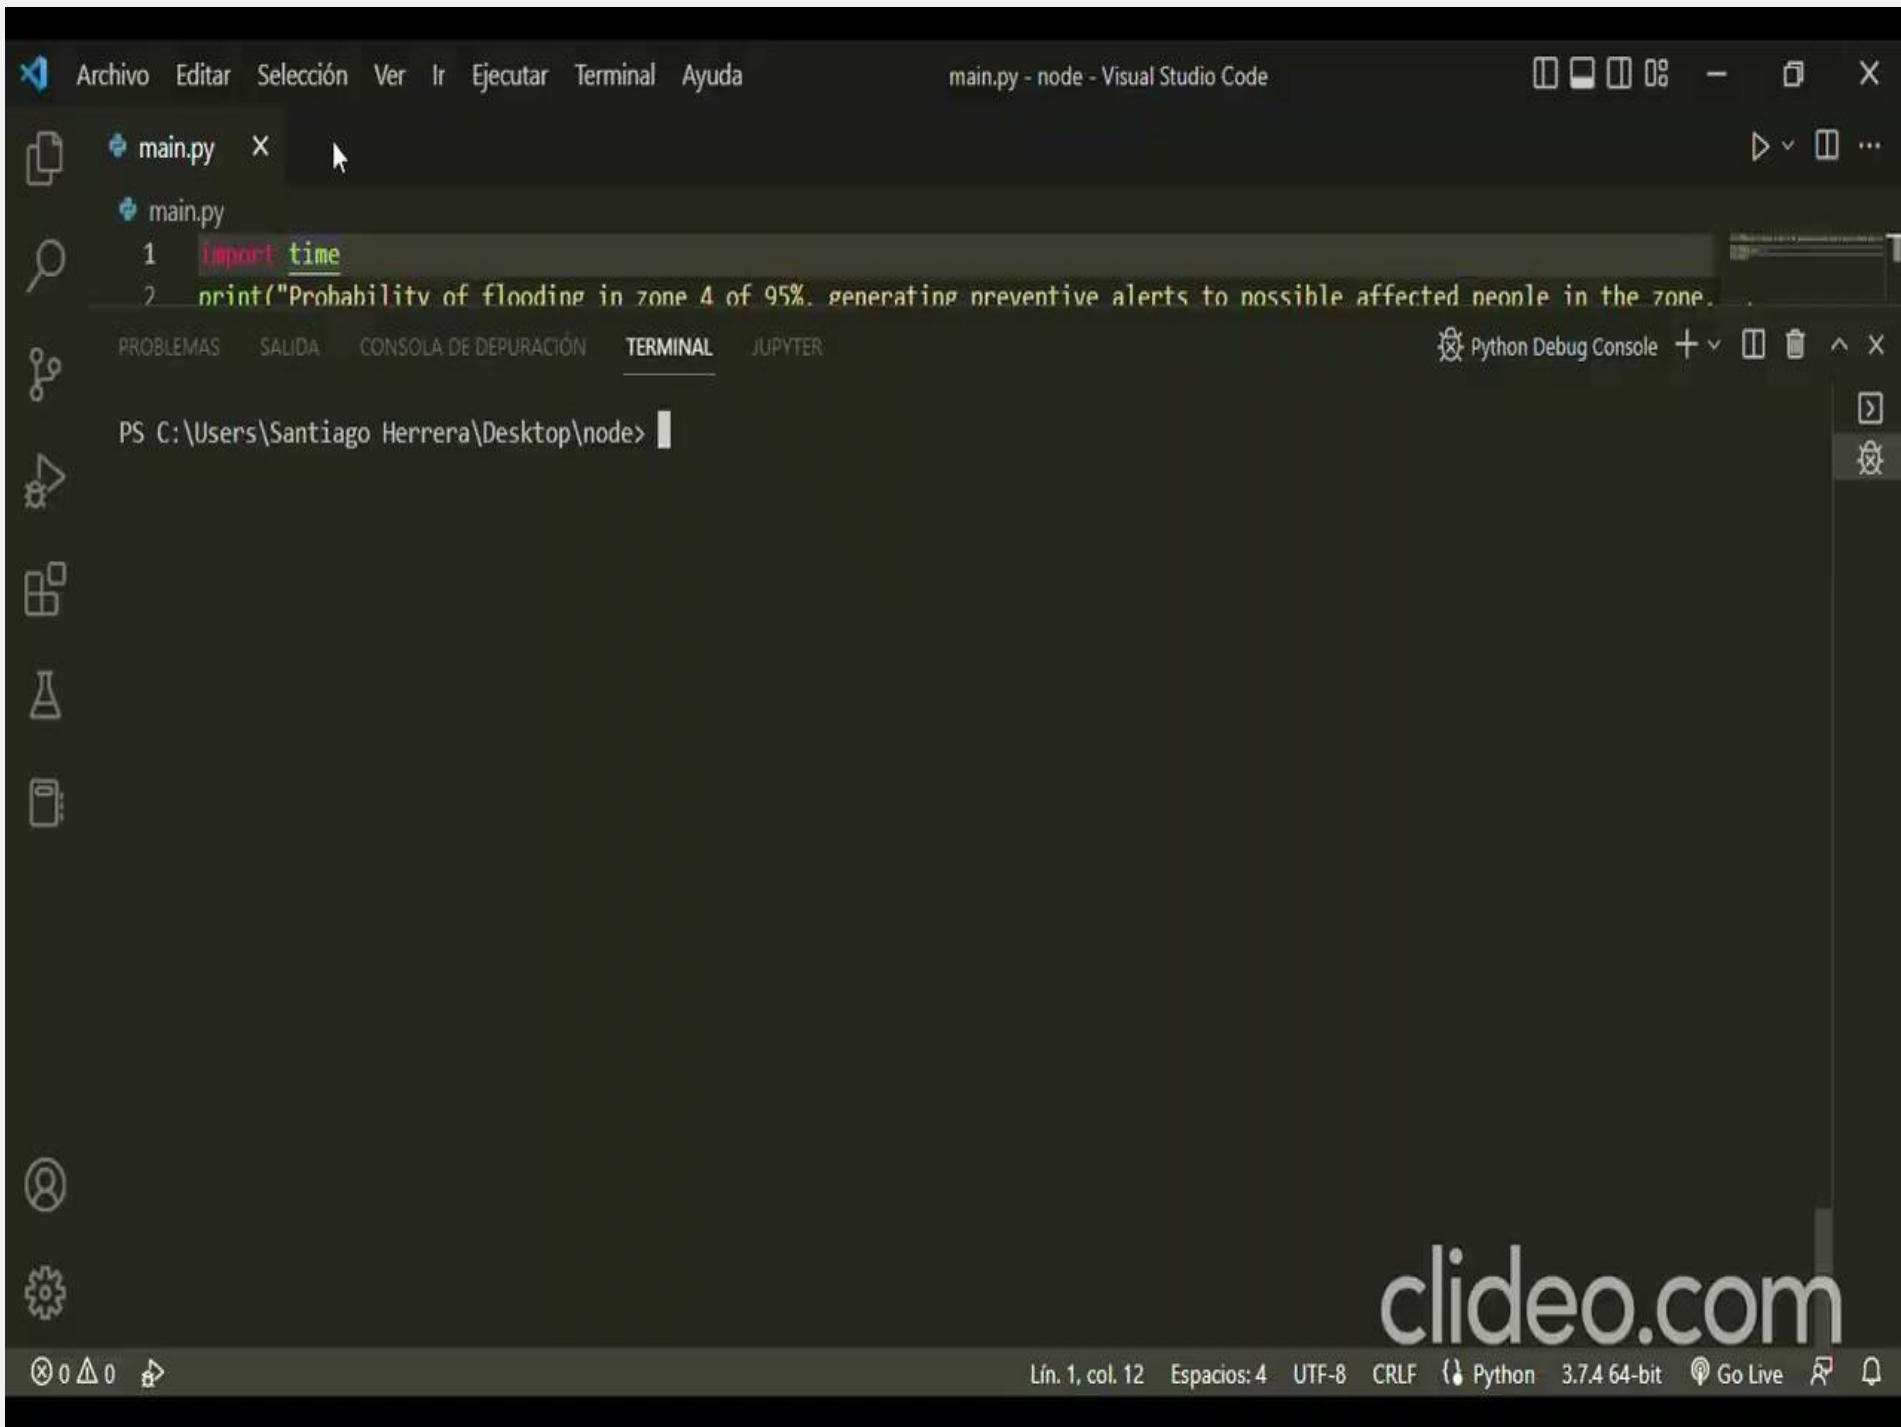 Archivo Editar Selección Ver Ir Ejecutar Terminal Ayuda main.py - node - Visual Studio Code
main.py
main.py
1 import time
2 print("Probability of flooding in zone 4 of 95%. generating preventive alerts to possible affected people in the zone.
PROBLEMAS SALIDA CONSOLA DE DEPURACIÓN TERMINAL JUPYTER Python Debug Console
PS C:\Users\Santiago Herrera\Desktop\node>
clideo.com
0 0 Lín. 1, col. 12 Espacios: 4 UTF-8 CRLF Python 3.7.4 64-bit Go Live